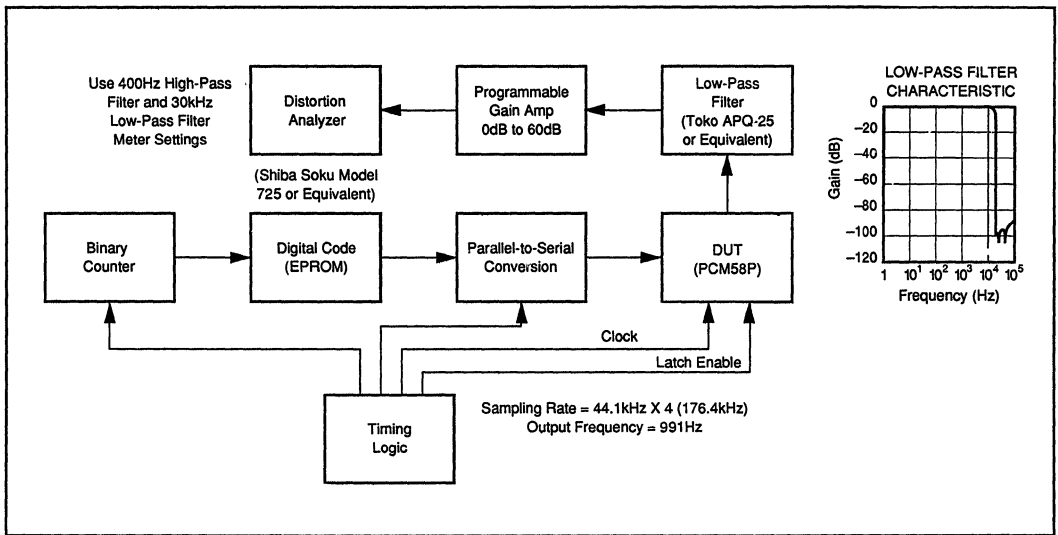 Use 400Hz High-Pass
Filter and 30kHz
Low-Pass Filter
Meter Settings
Distortion
Analyzer
(Shiba Soku Model
725 or Equivalent)
Programmable
Gain Amp
0dB to 60dB
Low-Pass
Filter
(Toko APQ-25
or Equivalent)
LOW-PASS FILTER
CHARACTERISTIC
Gain (dB)
0
–20
–40
–60
–80
–100
–120
1 10¹ 10² 10³ 10⁴ 10⁵
Frequency (Hz)
Binary
Counter
Digital Code
(EPROM)
Parallel-to-Serial
Conversion
DUT
(PCM58P)
Clock
Latch Enable
Timing
Logic
Sampling Rate = 44.1kHz X 4 (176.4kHz)
Output Frequency = 991Hz